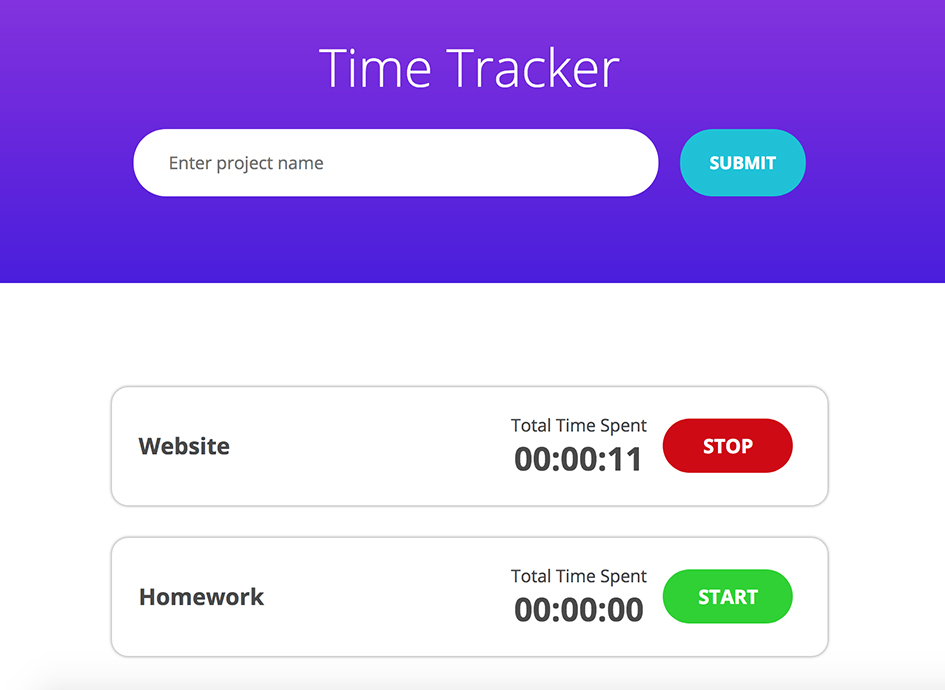 Time Tracker
Enter project name
SUBMIT
Website
Total Time Spent
00:00:11
STOP
Homework
Total Time Spent
00:00:00
START